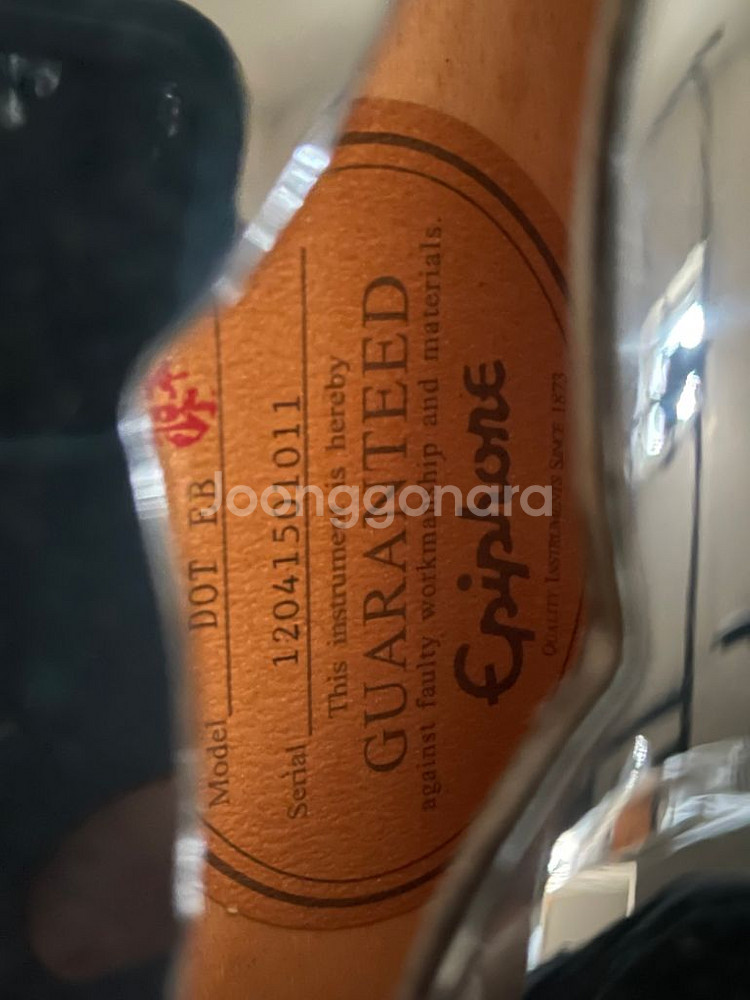 Model DOT EB
Serial 12041501011
This instrument is hereby
GUARANTEED
against faulty workmanship and materials.
Epiphone
QUALITY INSTRUMENTS SINCE 1873
Joonggonara